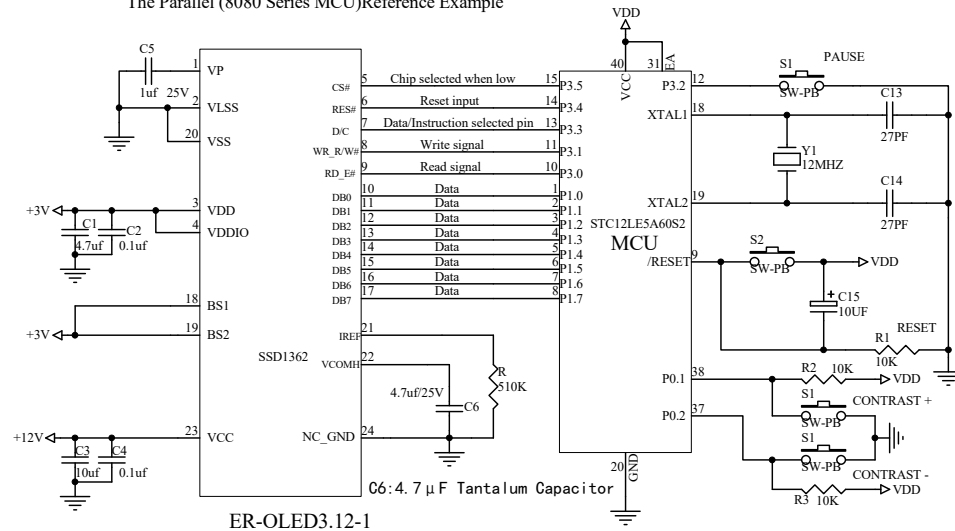 The Parallel (8080 Series MCU)Reference Example
C5
1uf 25V
1 VP
2 VLSS
20 VSS
+3V
C1
4.7uf
C2
0.1uf
3 VDD
4 VDDIO
18 BS1
+3V
19 BS2
SSD1362
+12V
23 VCC
C3
10uf
C4
0.1uf
ER-OLED3.12-1
CS# 5 Chip selected when low 15 P3.5
RES# 6 Reset input 14 P3.4
D/C 7 Data/Instruction selected pin 13 P3.3
WR_R/W# 8 Write signal 11 P3.1
RD_E# 9 Read signal 10 P3.0
DB0 10 Data 1 P1.0
DB1 11 Data 2 P1.1
DB2 12 Data 3 P1.2
DB3 13 Data 4 P1.3
DB4 14 Data 5 P1.4
DB5 15 Data 6 P1.5
DB6 16 Data 7 P1.6
DB7 17 Data 8 P1.7
IREF 21
VCOMH 22
R
510K
4.7uf/25V
C6
NC_GND 24
C6:4.7μF Tantalum Capacitor
VDD
40 VCC
31 EA
STC12LE5A60S2
MCU
20 GND
P3.2 12
S1
SW-PB
PAUSE
XTAL1 18
C13
27PF
Y1
12MHZ
XTAL2 19
C14
27PF
/RESET 9
S2
SW-PB
VDD
C15
10UF
+
R1
10K
RESET
P0.1 38
R2 10K
VDD
S1
SW-PB
CONTRAST +
P0.2 37
S1
SW-PB
CONTRAST -
R3 10K
VDD